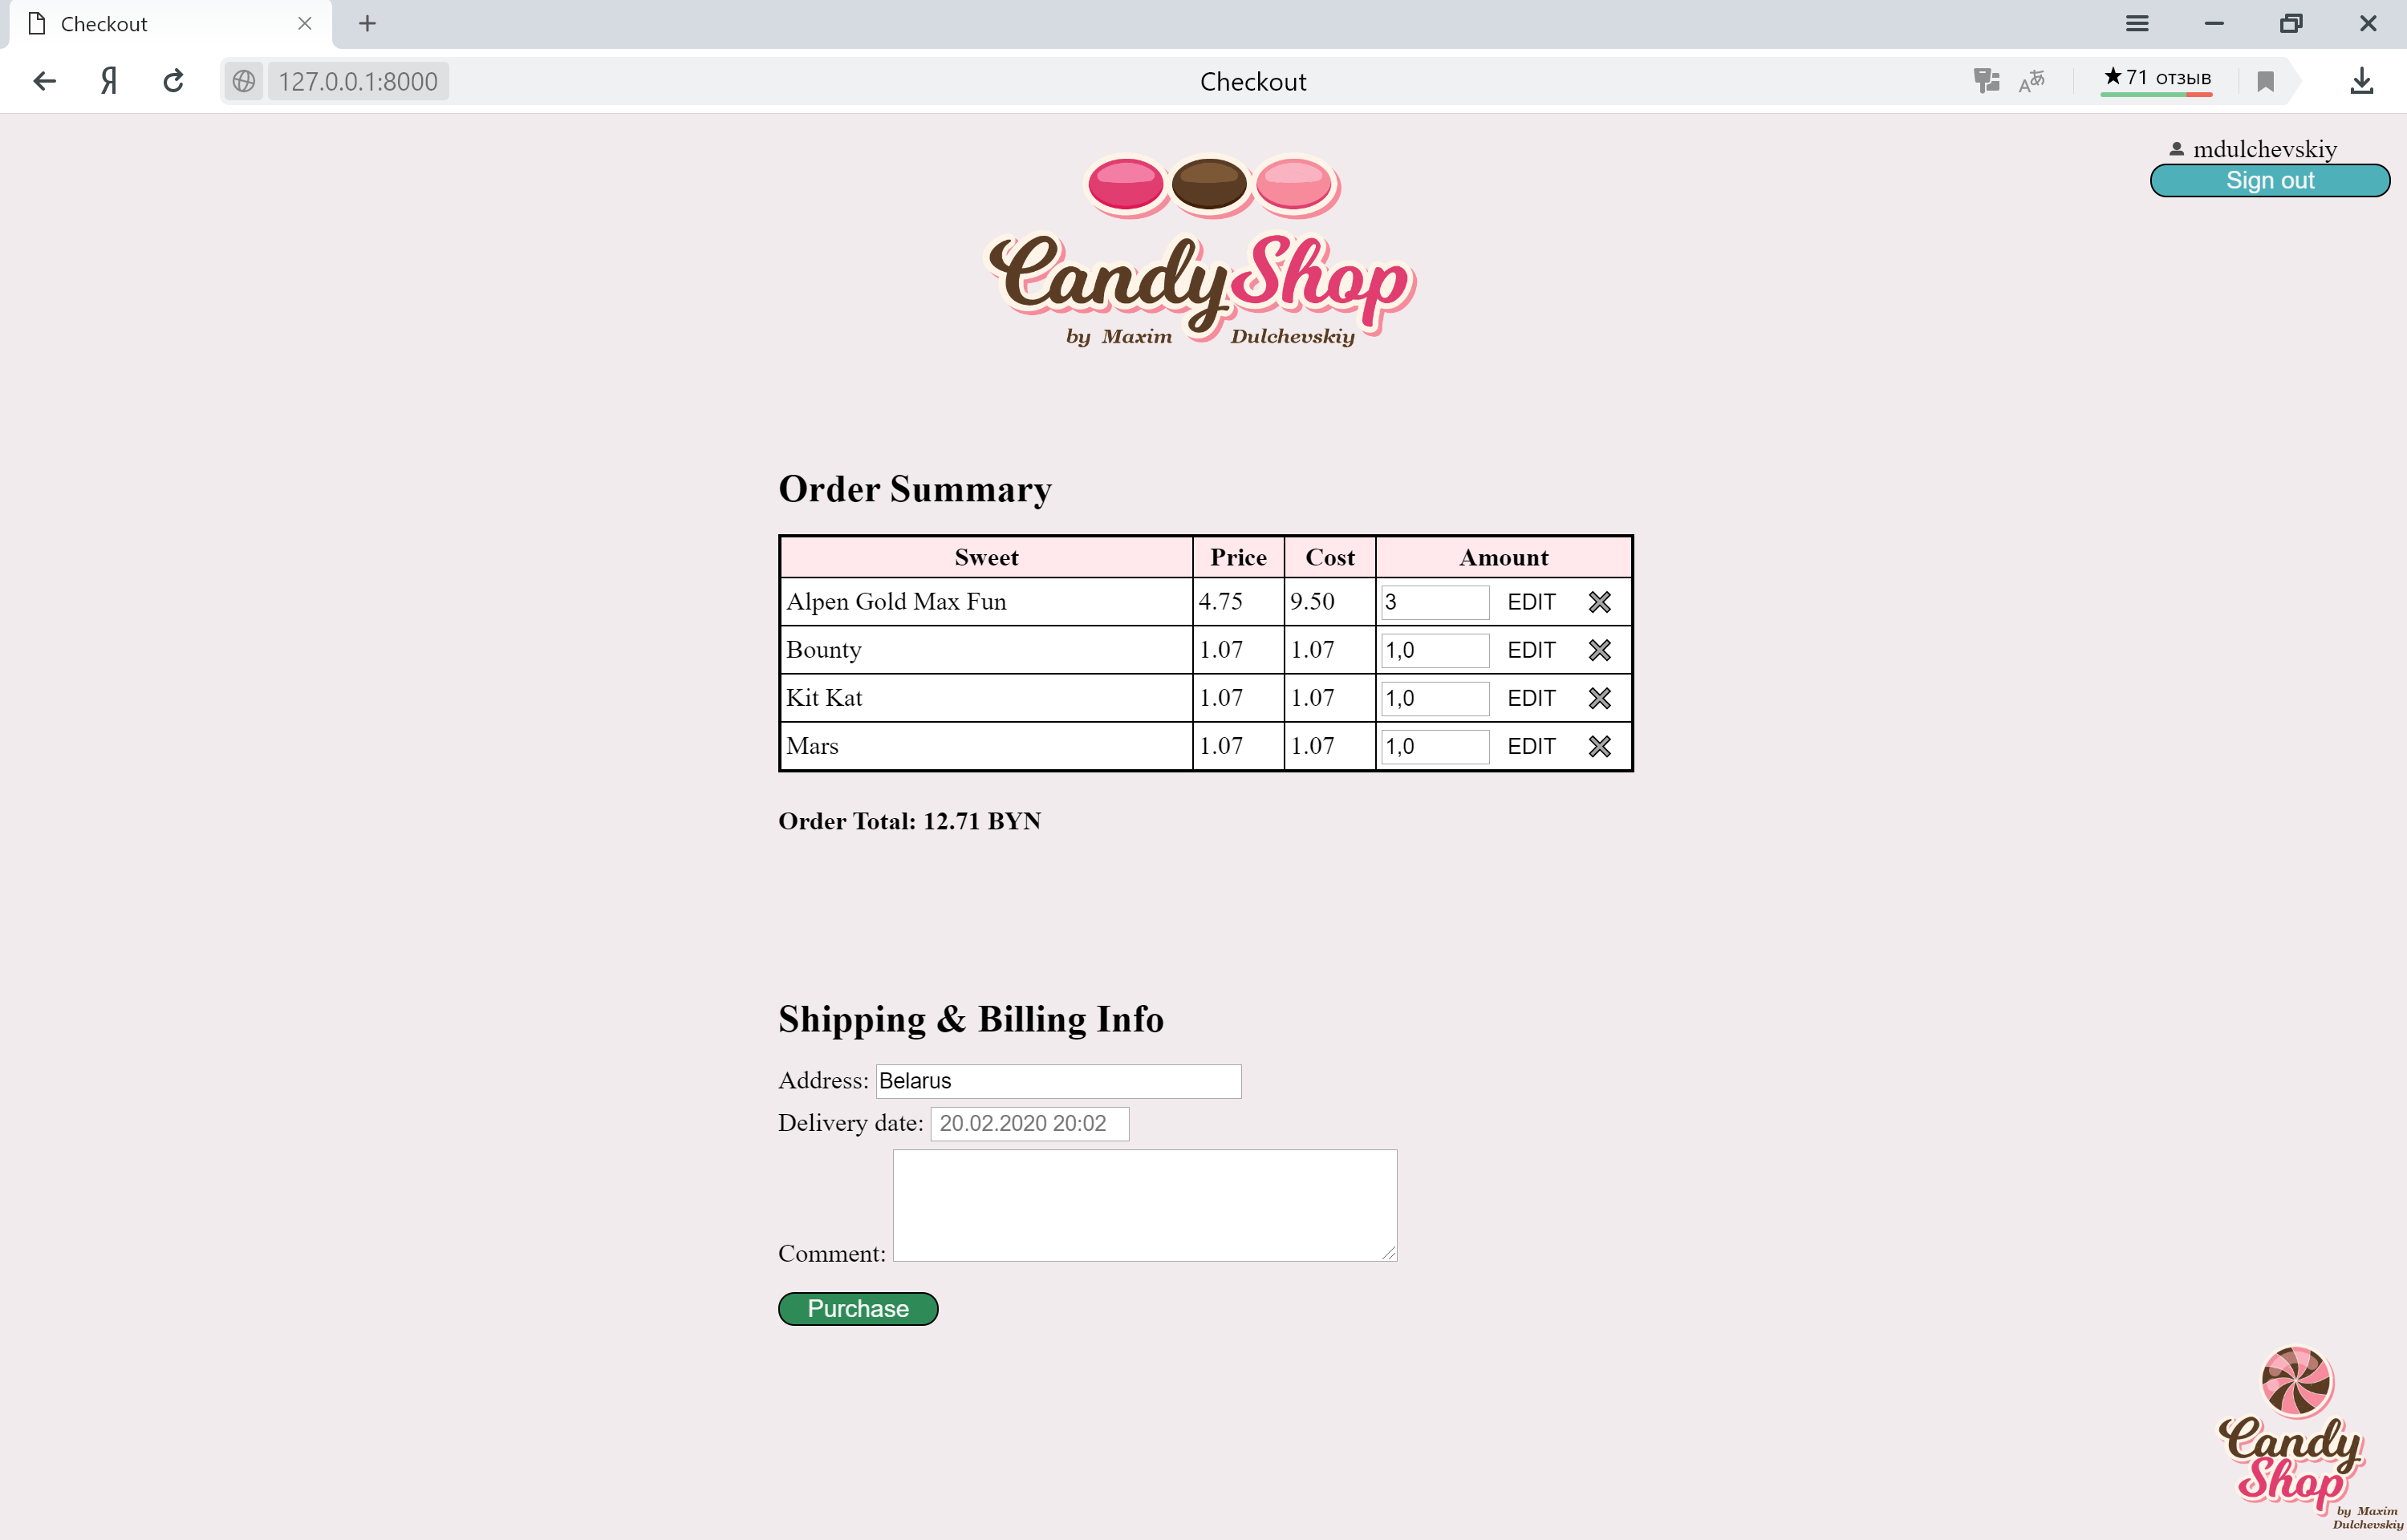 Checkout
Я
127.0.0.1:8000
Checkout
★ 71 отзыв
mdulchevskiy
Sign out
Candy Shop
by Maxim Dulchevskiy
Order Summary
Sweet Price Cost Amount
Alpen Gold Max Fun 4.75 9.50 3 EDIT
Bounty 1.07 1.07 1,0 EDIT
Kit Kat 1.07 1.07 1,0 EDIT
Mars 1.07 1.07 1,0 EDIT
Order Total: 12.71 BYN
Shipping & Billing Info
Address: Belarus
Delivery date: 20.02.2020 20:02
Comment:
Purchase
Candy
Shop
by Maxim
Dulchevskiy